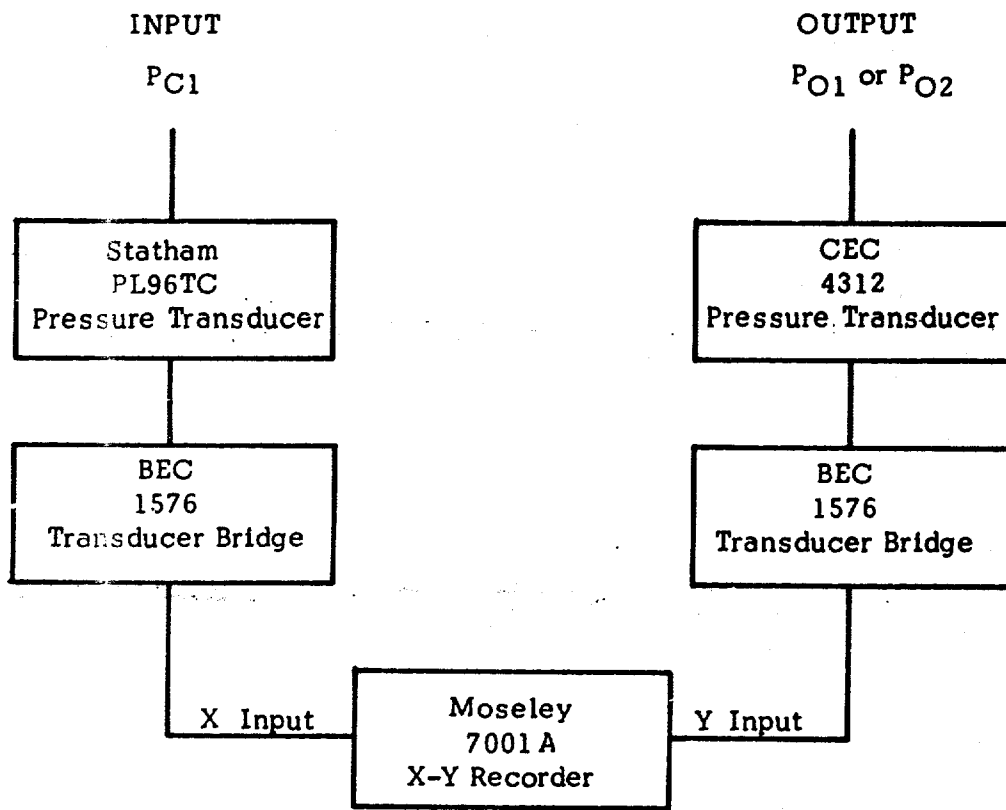 INPUT
PC1
Statham
PL96TC
Pressure Transducer
BEC
1576
Transducer Bridge
X Input
OUTPUT
PO1 or PO2
CEC
4312
Pressure Transducer
BEC
1576
Transducer Bridge
Y Input
Moseley
7001A
X-Y Recorder